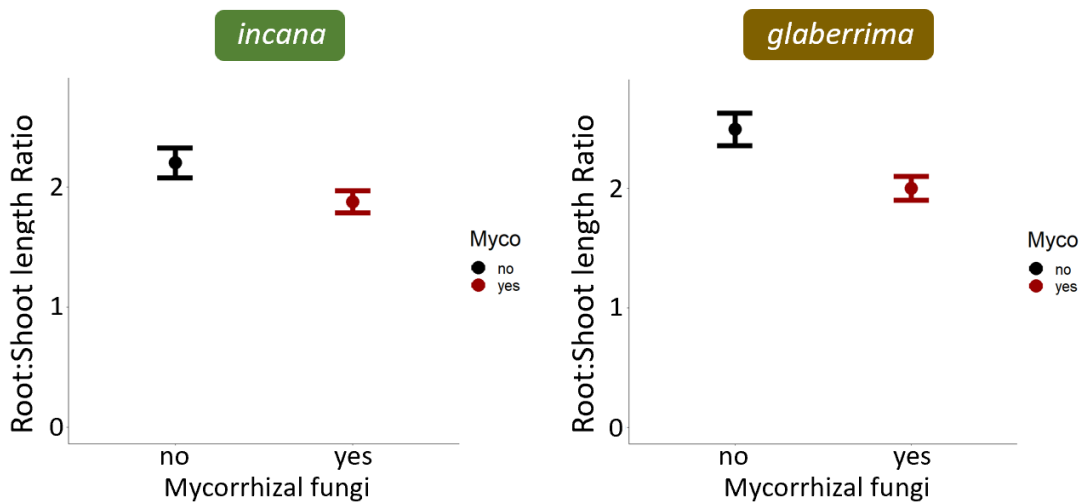 incana
Root:Shoot length Ratio
2
1
0
no
yes
Mycorrhizal fungi
Myco
no
yes
glaberrima
Root:Shoot length Ratio
2
1
0
no
yes
Mycorrhizal fungi
Myco
no
yes